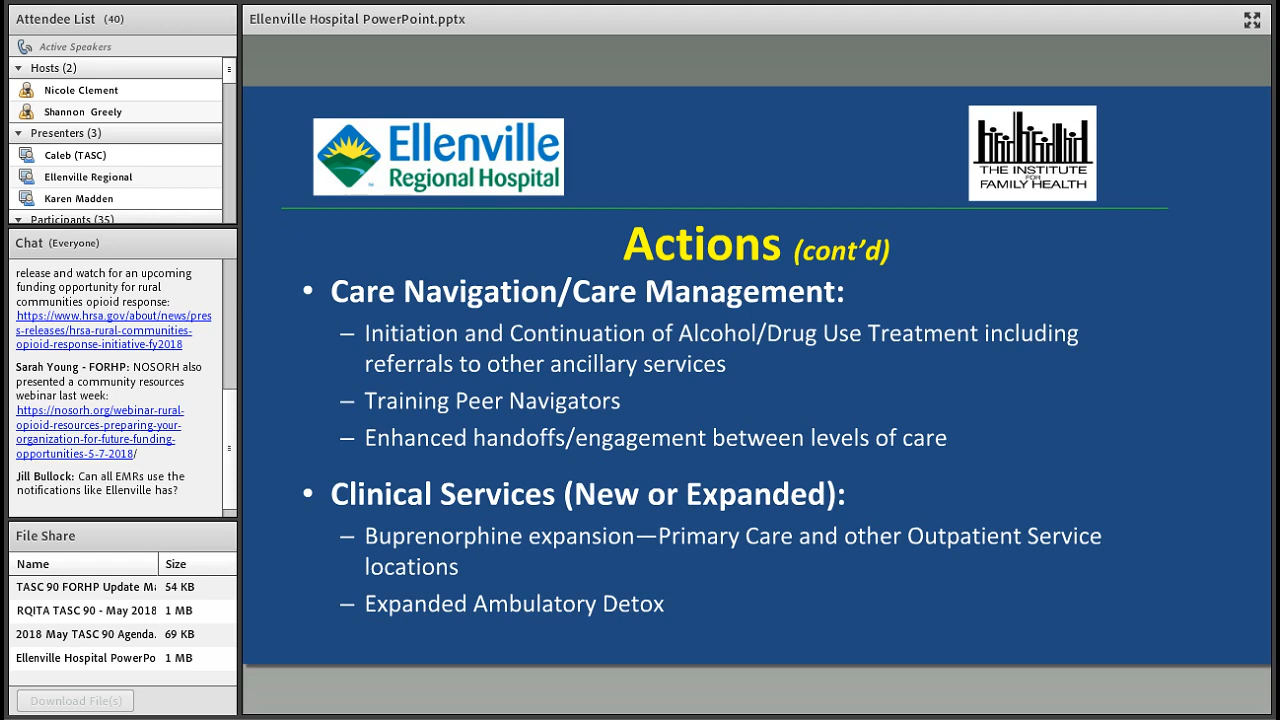 Attendee List (40)
Active Speakers
Hosts (2)
Nicole Clement
Shannon Greely
Presenters (3)
Caleb (TASC)
Ellenville Regional
Karen Madden
Participants (35)
Chat (Everyone)
release and watch for an upcoming
funding opportunity for rural
communities opioid response:
https://www.hrsa.gov/about/news/pres
s-releases/hrsa-rural-communities-
opioid-response-initiative-fy2018
Sarah Young - FORHP: NOSORH also
presented a community resources
webinar last week:
https://nosorh.org/webinar-rural-
opioid-resources-preparing-your-
organization-for-future-funding-
opportunities-5-7-2018/
Jill Bullock: Can all EMRs use the
notifications like Ellenville has?
File Share
Name Size
TASC 90 FORHP Update Ma 54 KB
RQITA TASC 90 - May 2018 1 MB
2018 May TASC 90 Agenda. 69 KB
Ellenville Hospital PowerPo 1 MB
Download File(s)
Ellenville Hospital PowerPoint.pptx
Ellenville
Regional Hospital
THE INSTITUTE
FOR
FAMILY HEALTH
Actions (cont’d)
• Care Navigation/Care Management:
– Initiation and Continuation of Alcohol/Drug Use Treatment including
referrals to other ancillary services
– Training Peer Navigators
– Enhanced handoffs/engagement between levels of care
• Clinical Services (New or Expanded):
– Buprenorphine expansion—Primary Care and other Outpatient Service
locations
– Expanded Ambulatory Detox